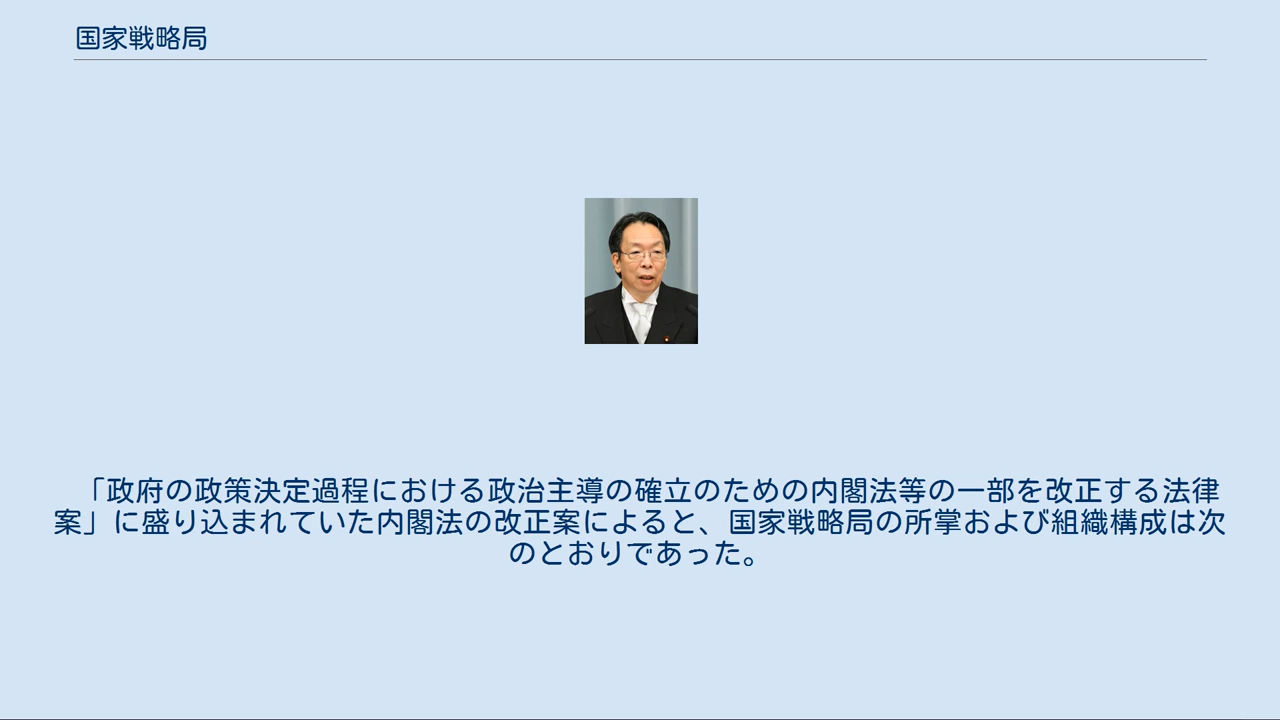 国家戦略局
「政府の政策決定過程における政治主導の確立のための内閣法等の一部を改正する法律
案」に盛り込まれていた内閣法の改正案によると、国家戦略局の所掌および組織構成は次
のとおりであった。